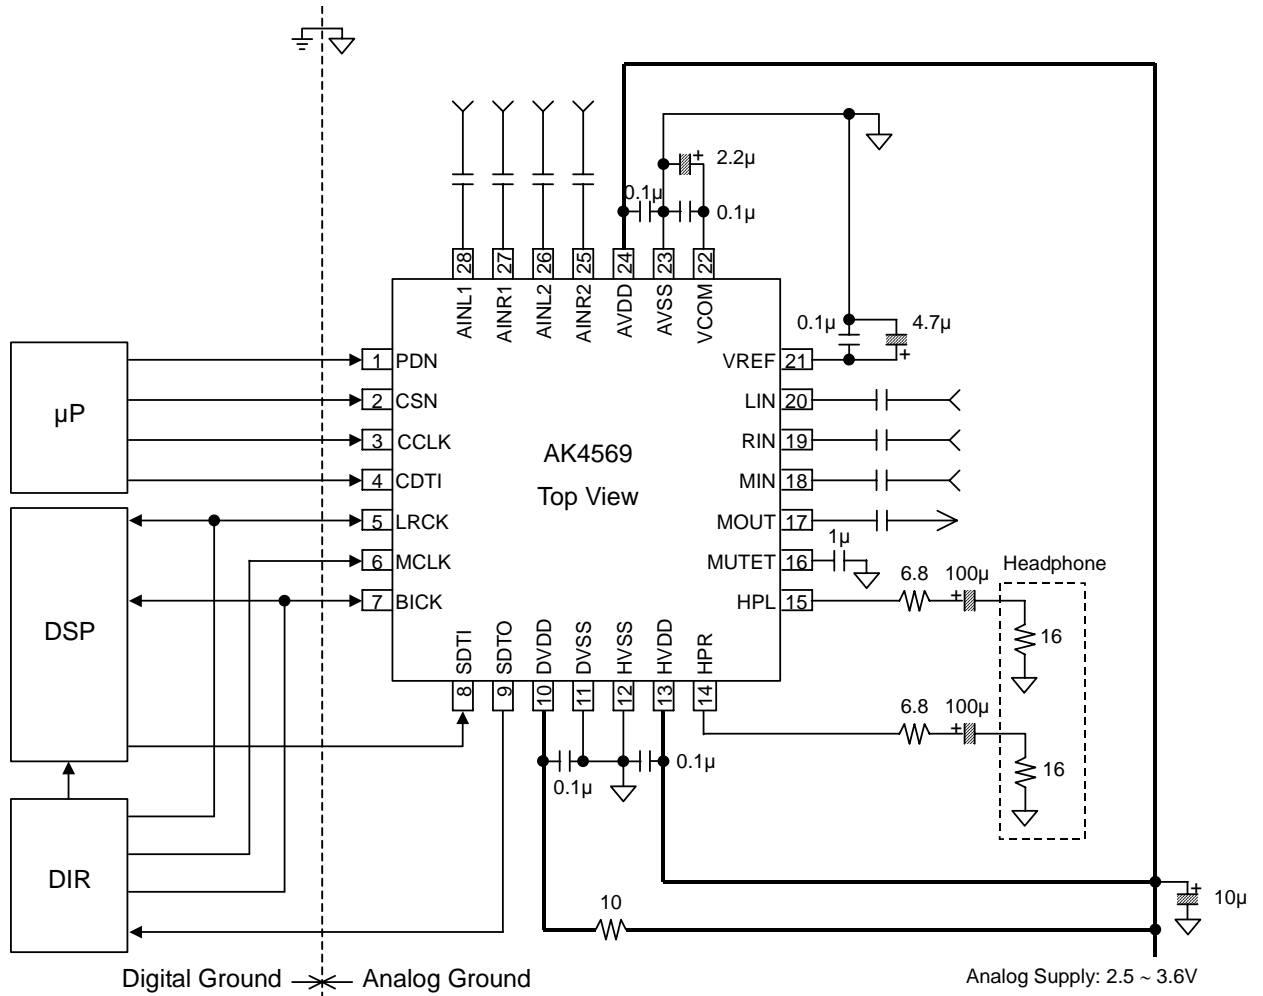 2.2µ
+
0.1µ
0.1µ
28
27
26
25
24
23
22
AINL1
AINR1
AINL2
AINR2
AVDD
AVSS
VCOM
0.1µ
4.7µ
+
µP
1 PDN
2 CSN
3 CCLK
4 CDTI
5 LRCK
6 MCLK
7 BICK
AK4569
Top View
VREF 21
LIN 20
RIN 19
MIN 18
MOUT 17
MUTET 16
HPL 15
1µ
Headphone
6.8
100µ
+
16
DSP
SDTI
SDTO
DVDD
DVSS
HVSS
HVDD
HPR
8
9
10
11
12
13
14
6.8
100µ
+
16
0.1µ
0.1µ
DIR
10
+
10µ
Digital Ground
Analog Ground
Analog Supply: 2.5 ~ 3.6V